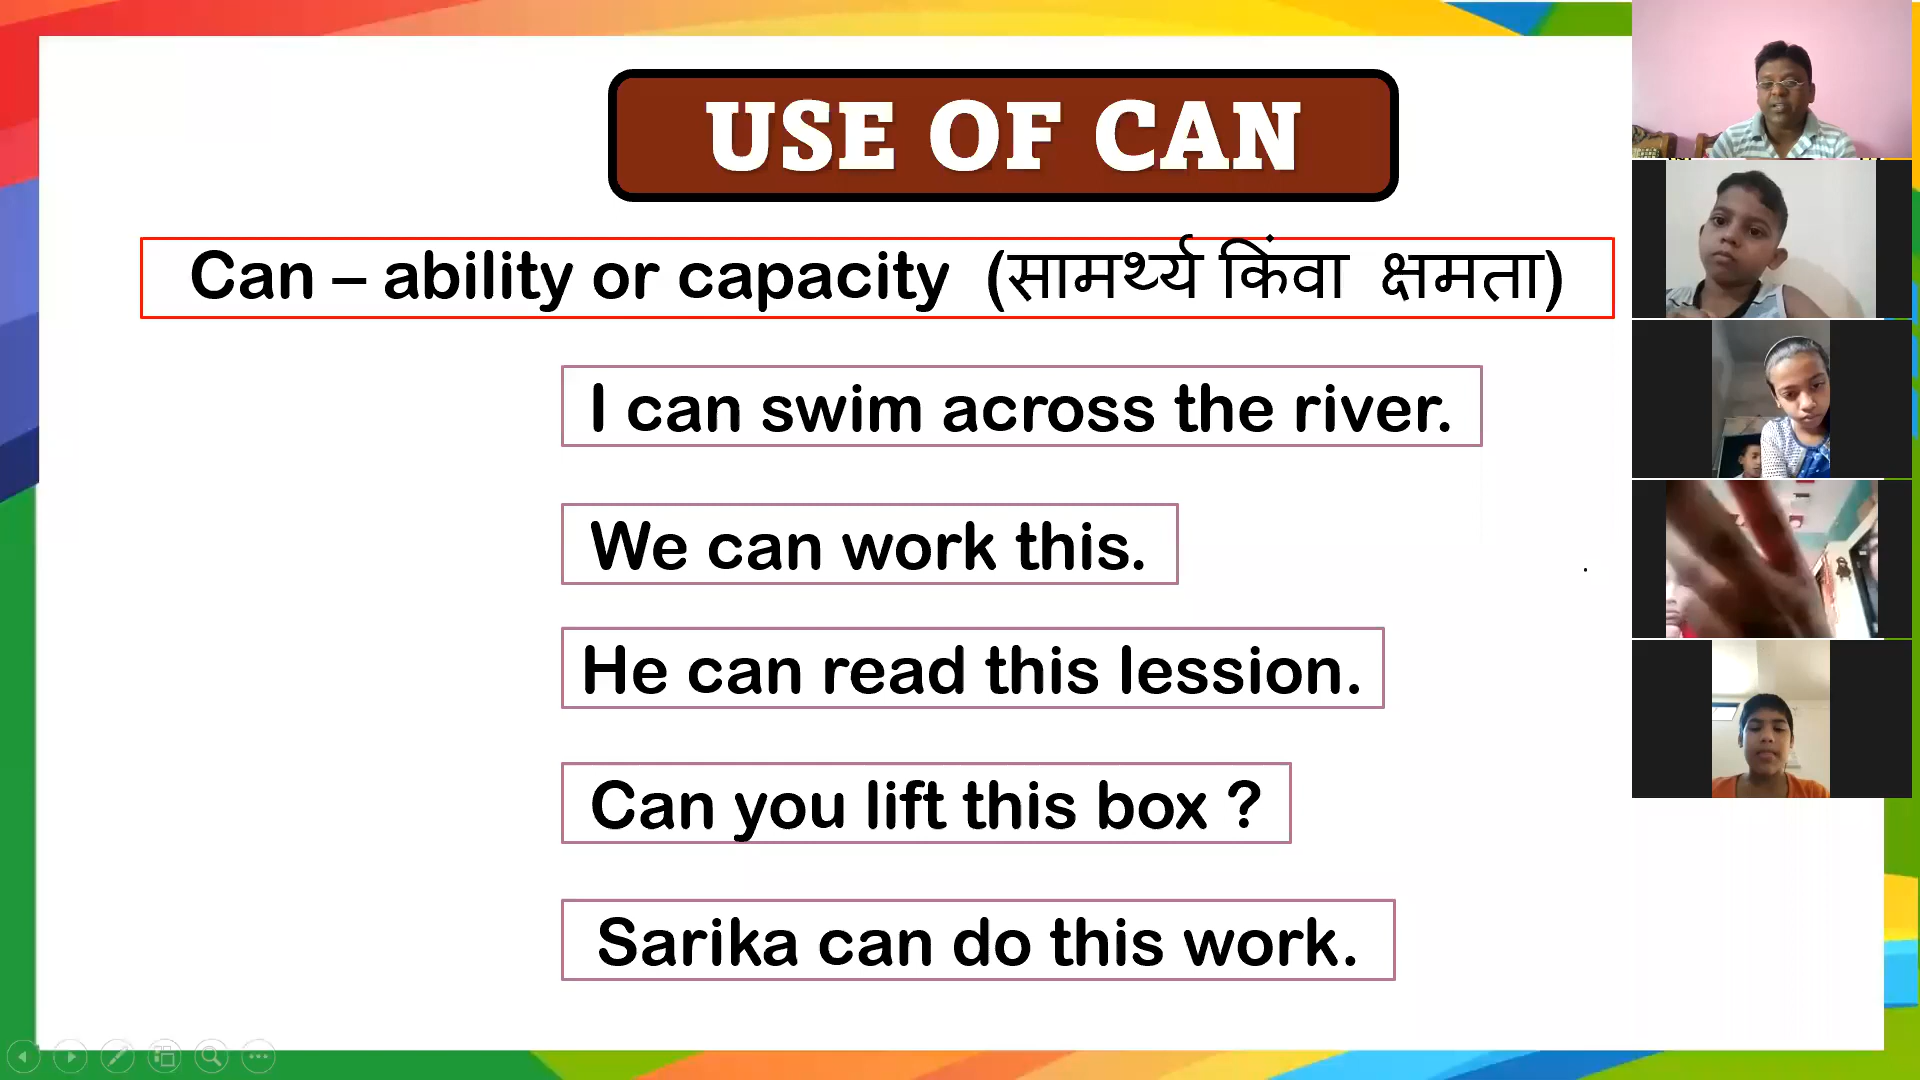 USE OF CAN
Can – ability or capacity (सामर्थ्य किंवा क्षमता)
I can swim across the river.
We can work this.
He can read this lession.
Can you lift this box ?
Sarika can do this work.